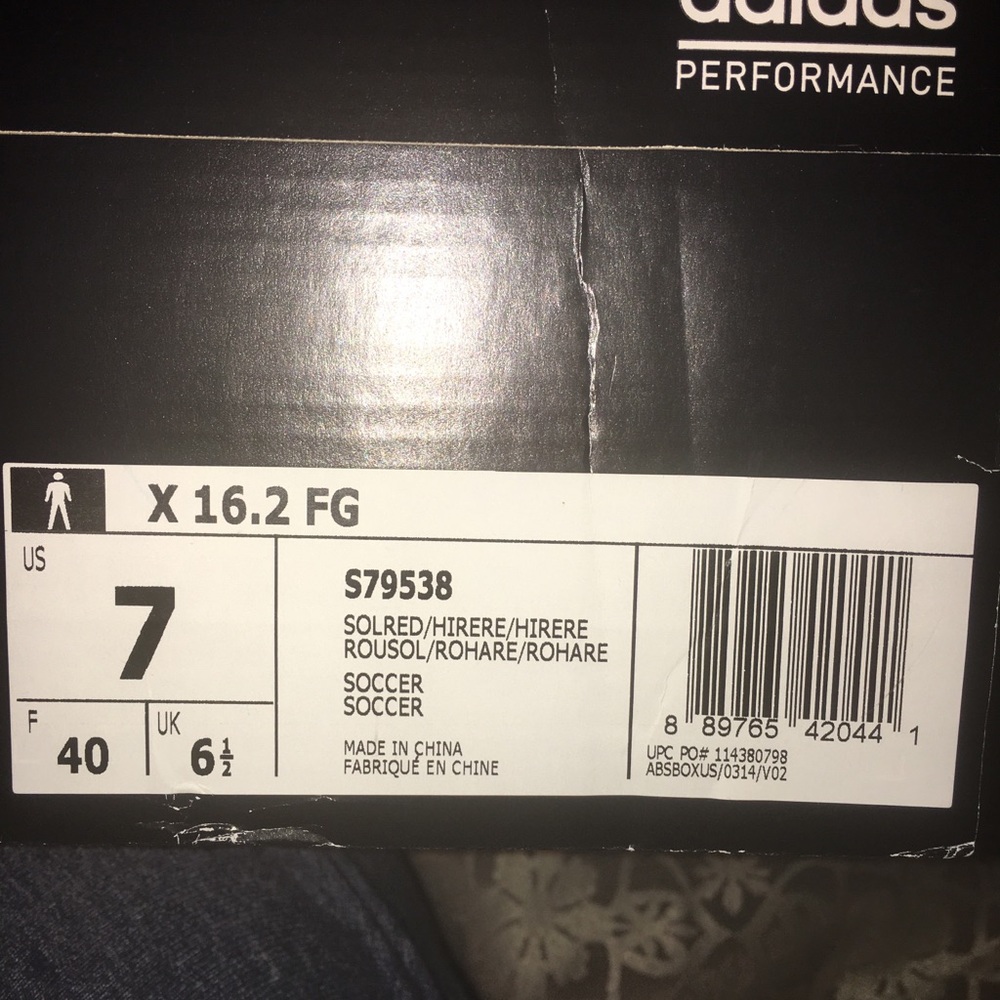 adidas
PERFORMANCE
X 16.2 FG
US
7
F
40
UK
6½
S79538
SOLRED/HIRERE/HIRERE
ROUSOL/ROHARE/ROHARE
SOCCER
SOCCER
MADE IN CHINA
FABRIQUÉ EN CHINE
8 89765 42044 1
UPC PO# 114380798
ABSBOXUS/0314/V02